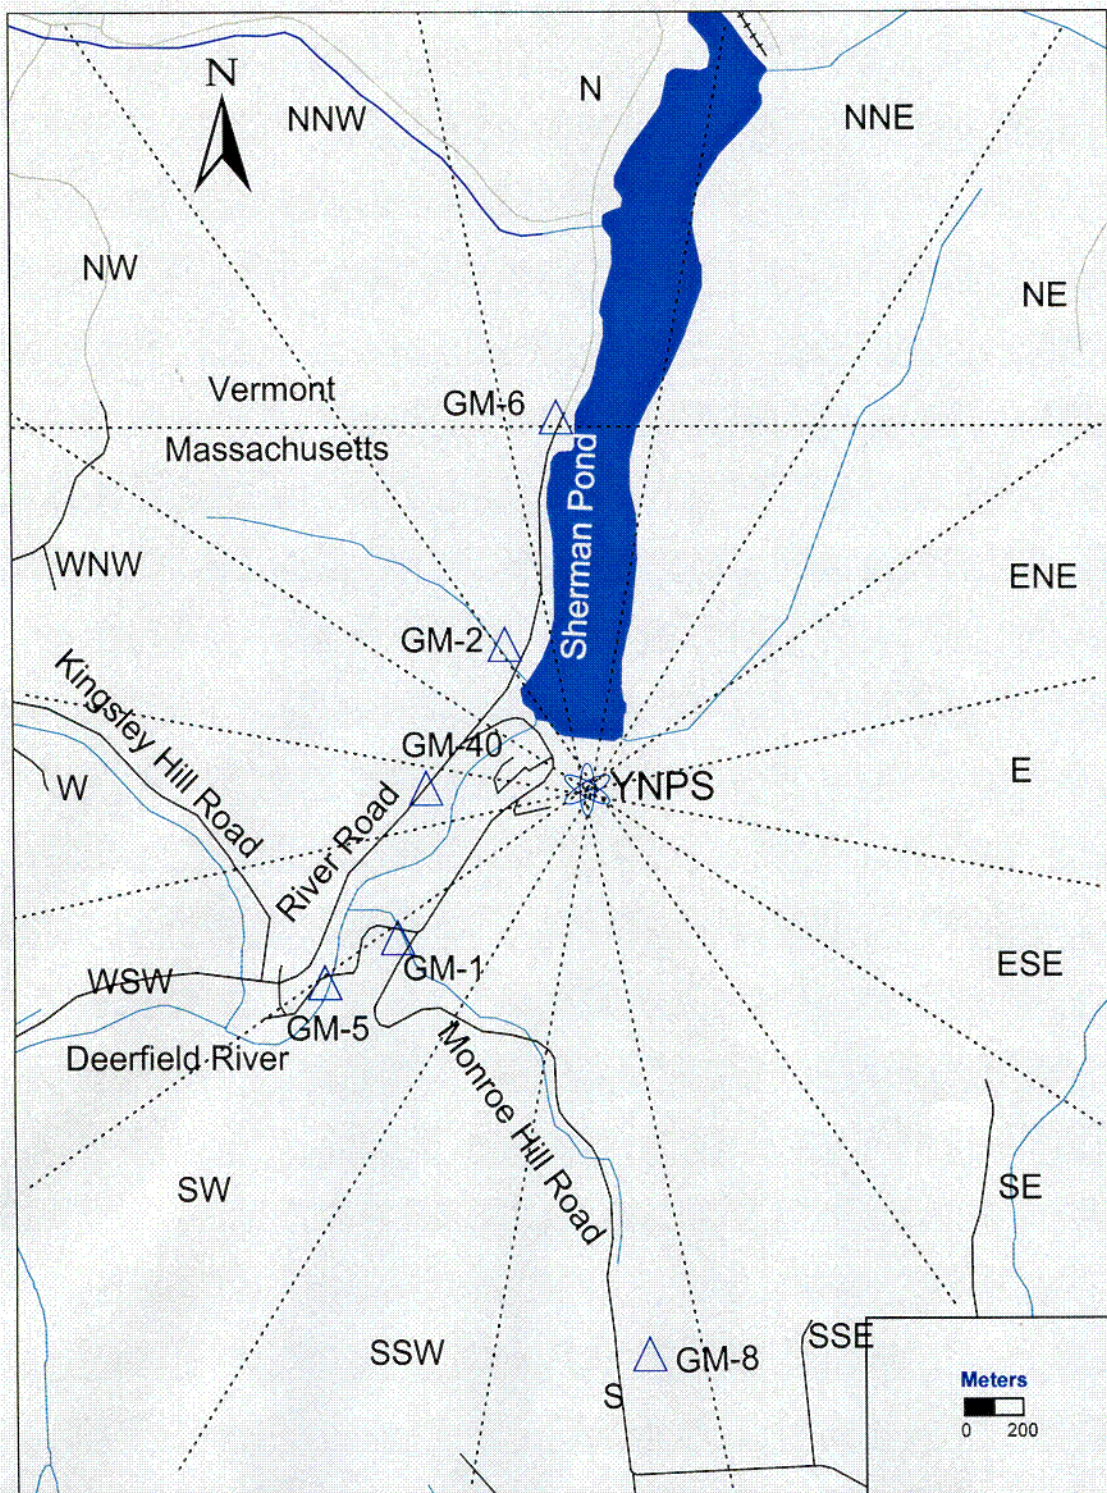 N
NNW
N
NNE
NW
NE
Vermont
GM-6
Massachusetts
Sherman Pond
WNW
ENE
GM-2
Kingsley Hill Road
GM-40
W
River Road
YNPS
E
WSW
GM-1
ESE
GM-5
Deerfield River
Monroe Hill Road
SW
SE
SSW
GM-8
SSE
S
Meters
0 200